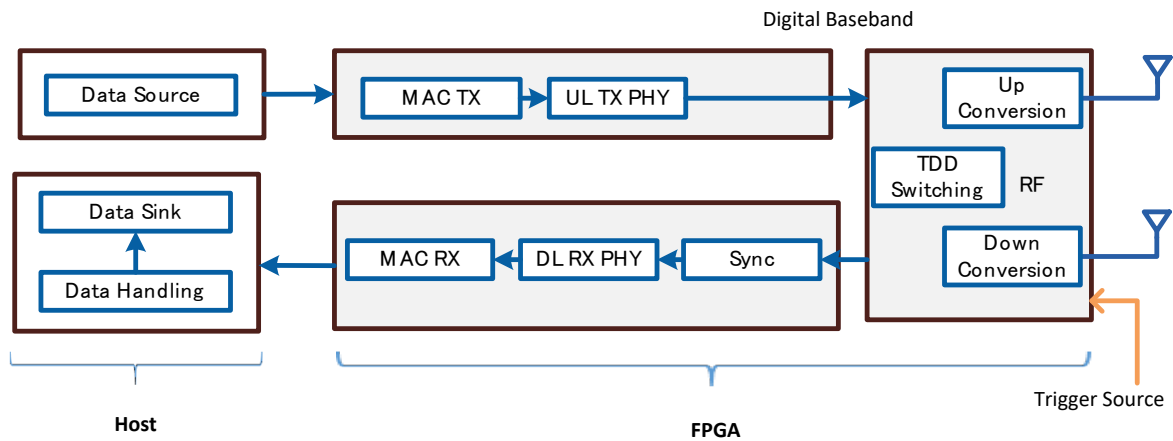 Digital Baseband
Data Source
MAC TX
UL TX PHY
Up
Conversion
TDD
Switching
RF
Data Sink
Data Handling
MAC RX
DL RX PHY
Sync
Down
Conversion
Trigger Source
Host
FPGA